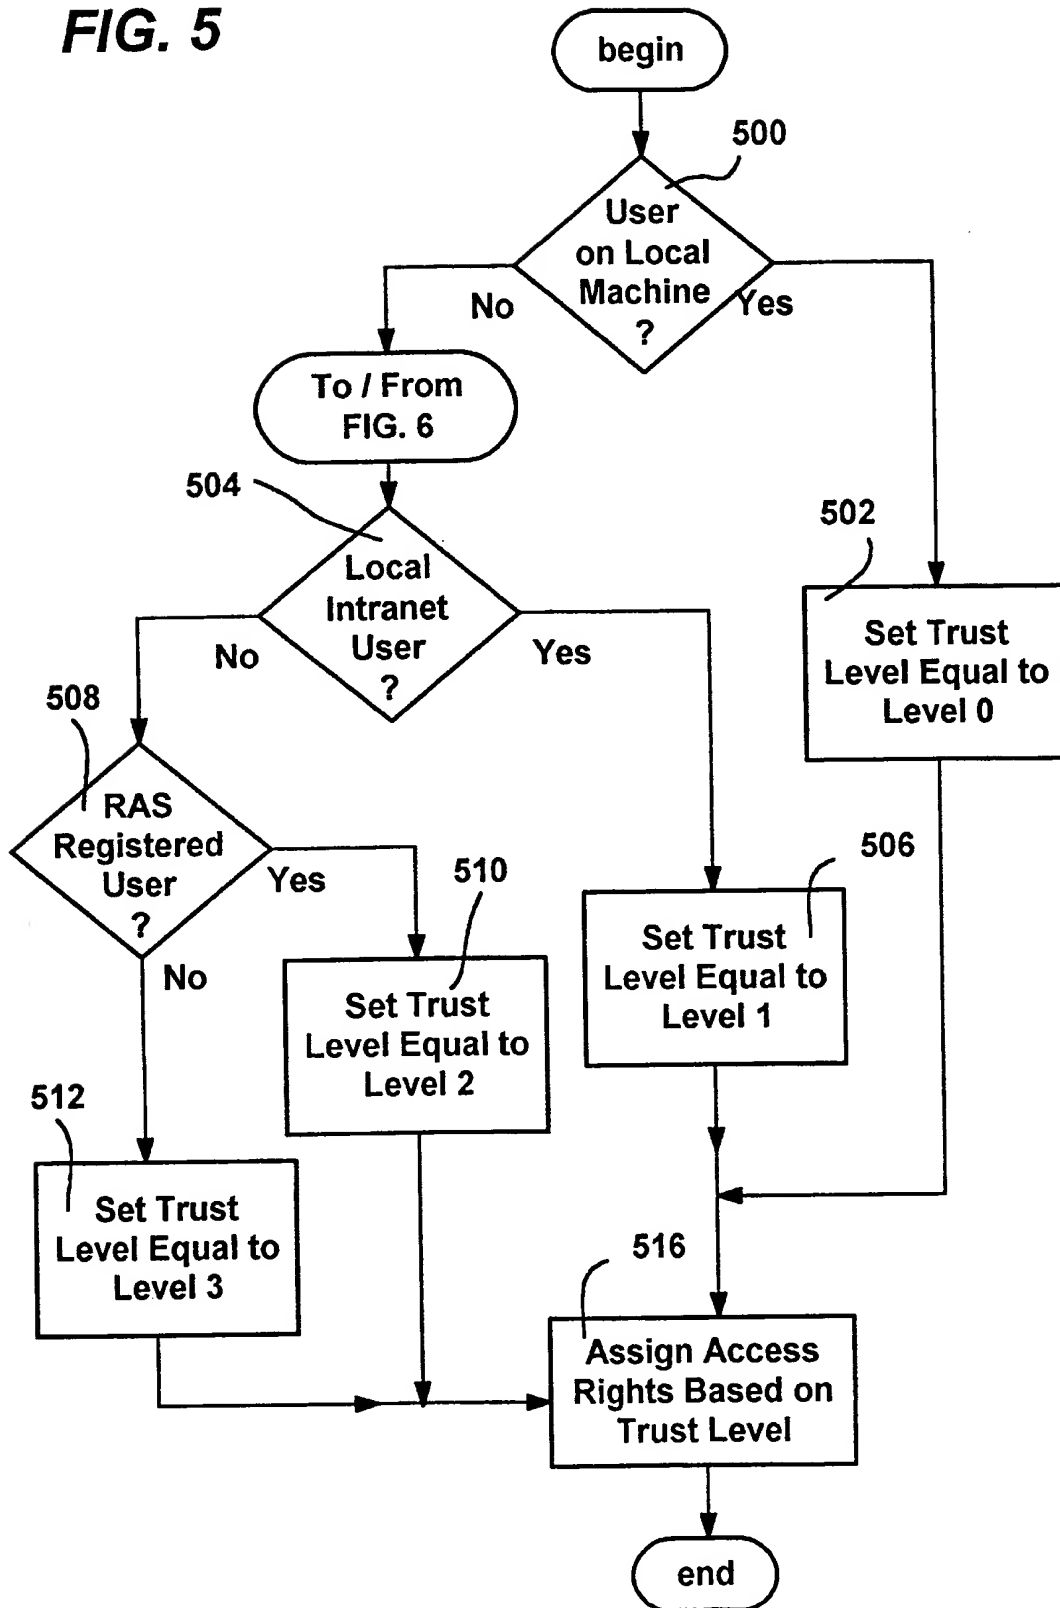 FIG. 5
begin
500
User
on Local
Machine
?
No
Yes
To / From
FIG. 6
504
Local
Intranet
User
?
No
Yes
502
Set Trust
Level Equal to
Level 0
508
RAS
Registered
User
?
Yes
No
510
Set Trust
Level Equal to
Level 2
506
Set Trust
Level Equal to
Level 1
512
Set Trust
Level Equal to
Level 3
516
Assign Access
Rights Based on
Trust Level
end